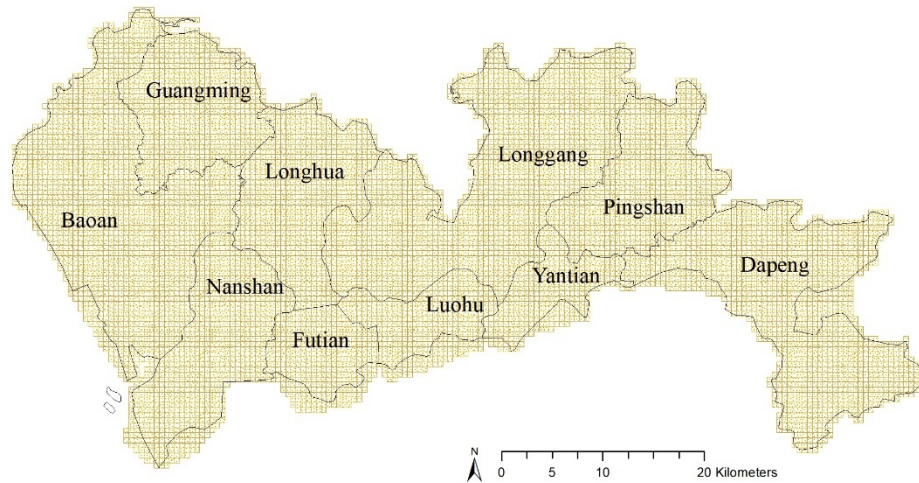 Guangming
Longgang
Longhua
Pingshan
Baoan
Dapeng
Yantian
Nanshan
Luohu
Futian
N
0 5 10 20 Kilometers